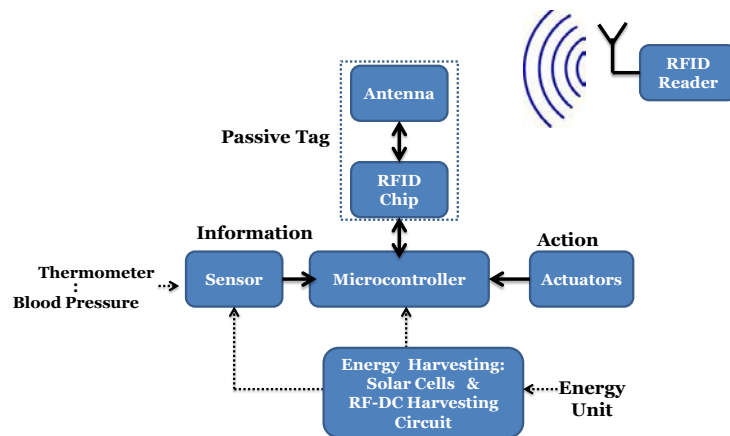 RFID
Reader
Antenna
Passive Tag
RFID
Chip
Information
Action
Thermometer
:
Blood Pressure
Sensor
Microcontroller
Actuators
Energy Harvesting:
Solar Cells &
RF-DC Harvesting
Circuit
Energy
Unit